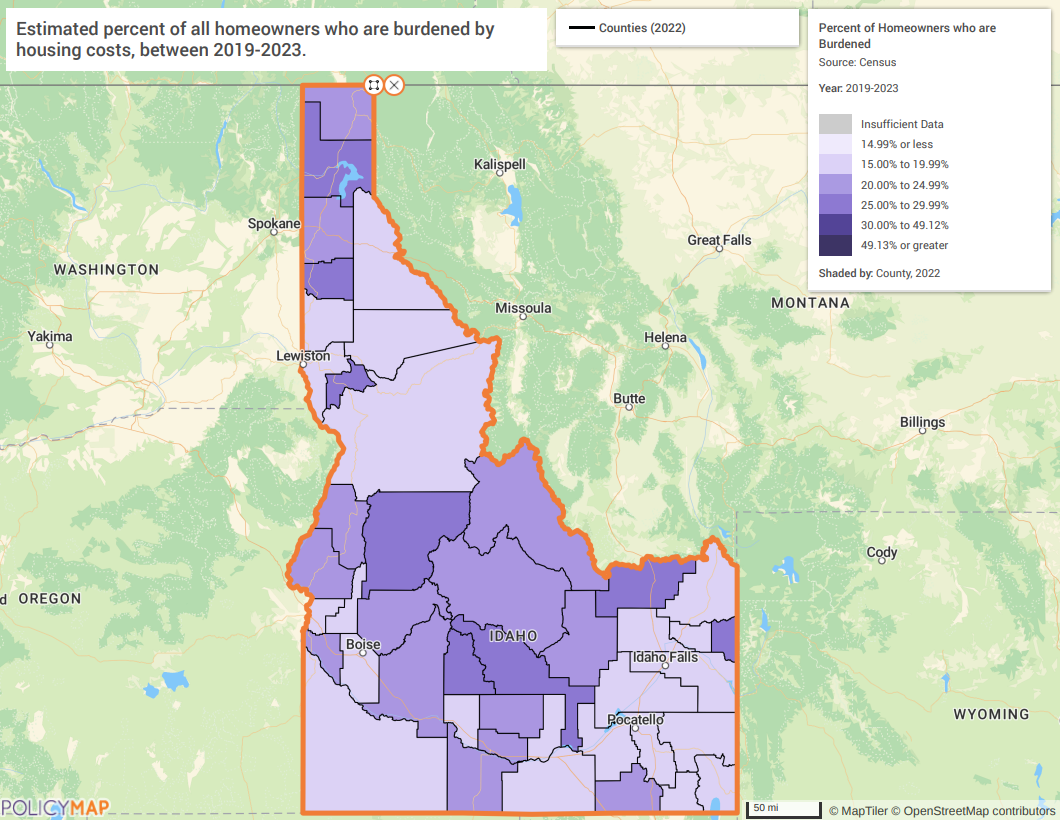 Estimated percent of all homeowners who are burdened by
housing costs, between 2019-2023.
Counties (2022)
Percent of Homeowners who are
Burdened
Source: Census
Year: 2019-2023
Insufficient Data
14.99% or less
15.00% to 19.99%
20.00% to 24.99%
25.00% to 29.99%
30.00% to 49.12%
49.13% or greater
Shaded by: County, 2022
Kalispell
Spokane
Great Falls
WASHINGTON
MONTANA
Missoula
Yakima
Helena
Lewiston
Butte
Billings
Cody
d OREGON
IDAHO
Boise
Idaho Falls
WYOMING
Pocatello
POLICYMAP
50 mi
© MapTiler © OpenStreetMap contributors